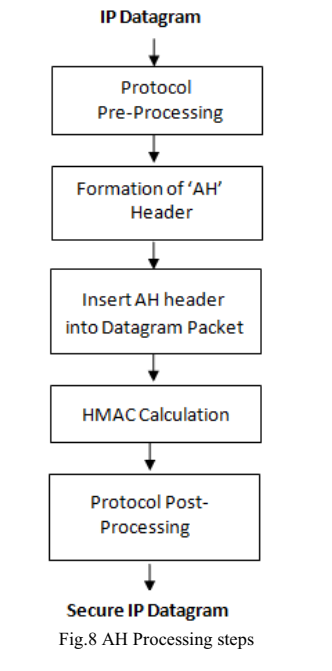 IP Datagram
Protocol
Pre-Processing
Formation of ‘AH’
Header
Insert AH header
into Datagram Packet
HMAC Calculation
Protocol Post-
Processing
Secure IP Datagram
Fig.8 AH Processing steps